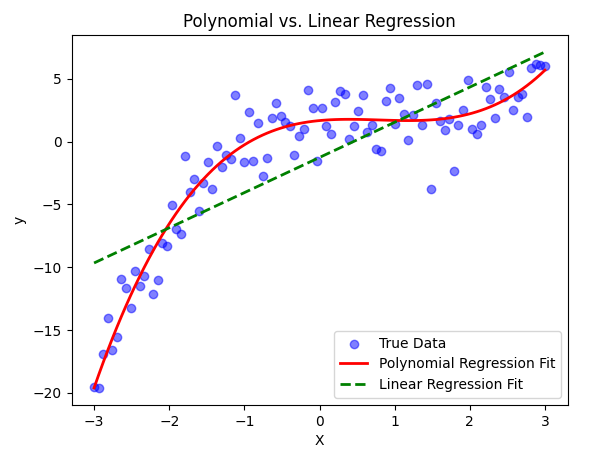 Polynomial vs. Linear Regression
5
0
−5
−10
−15
−20
y
−3 −2 −1 0 1 2 3
X
True Data
Polynomial Regression Fit
Linear Regression Fit